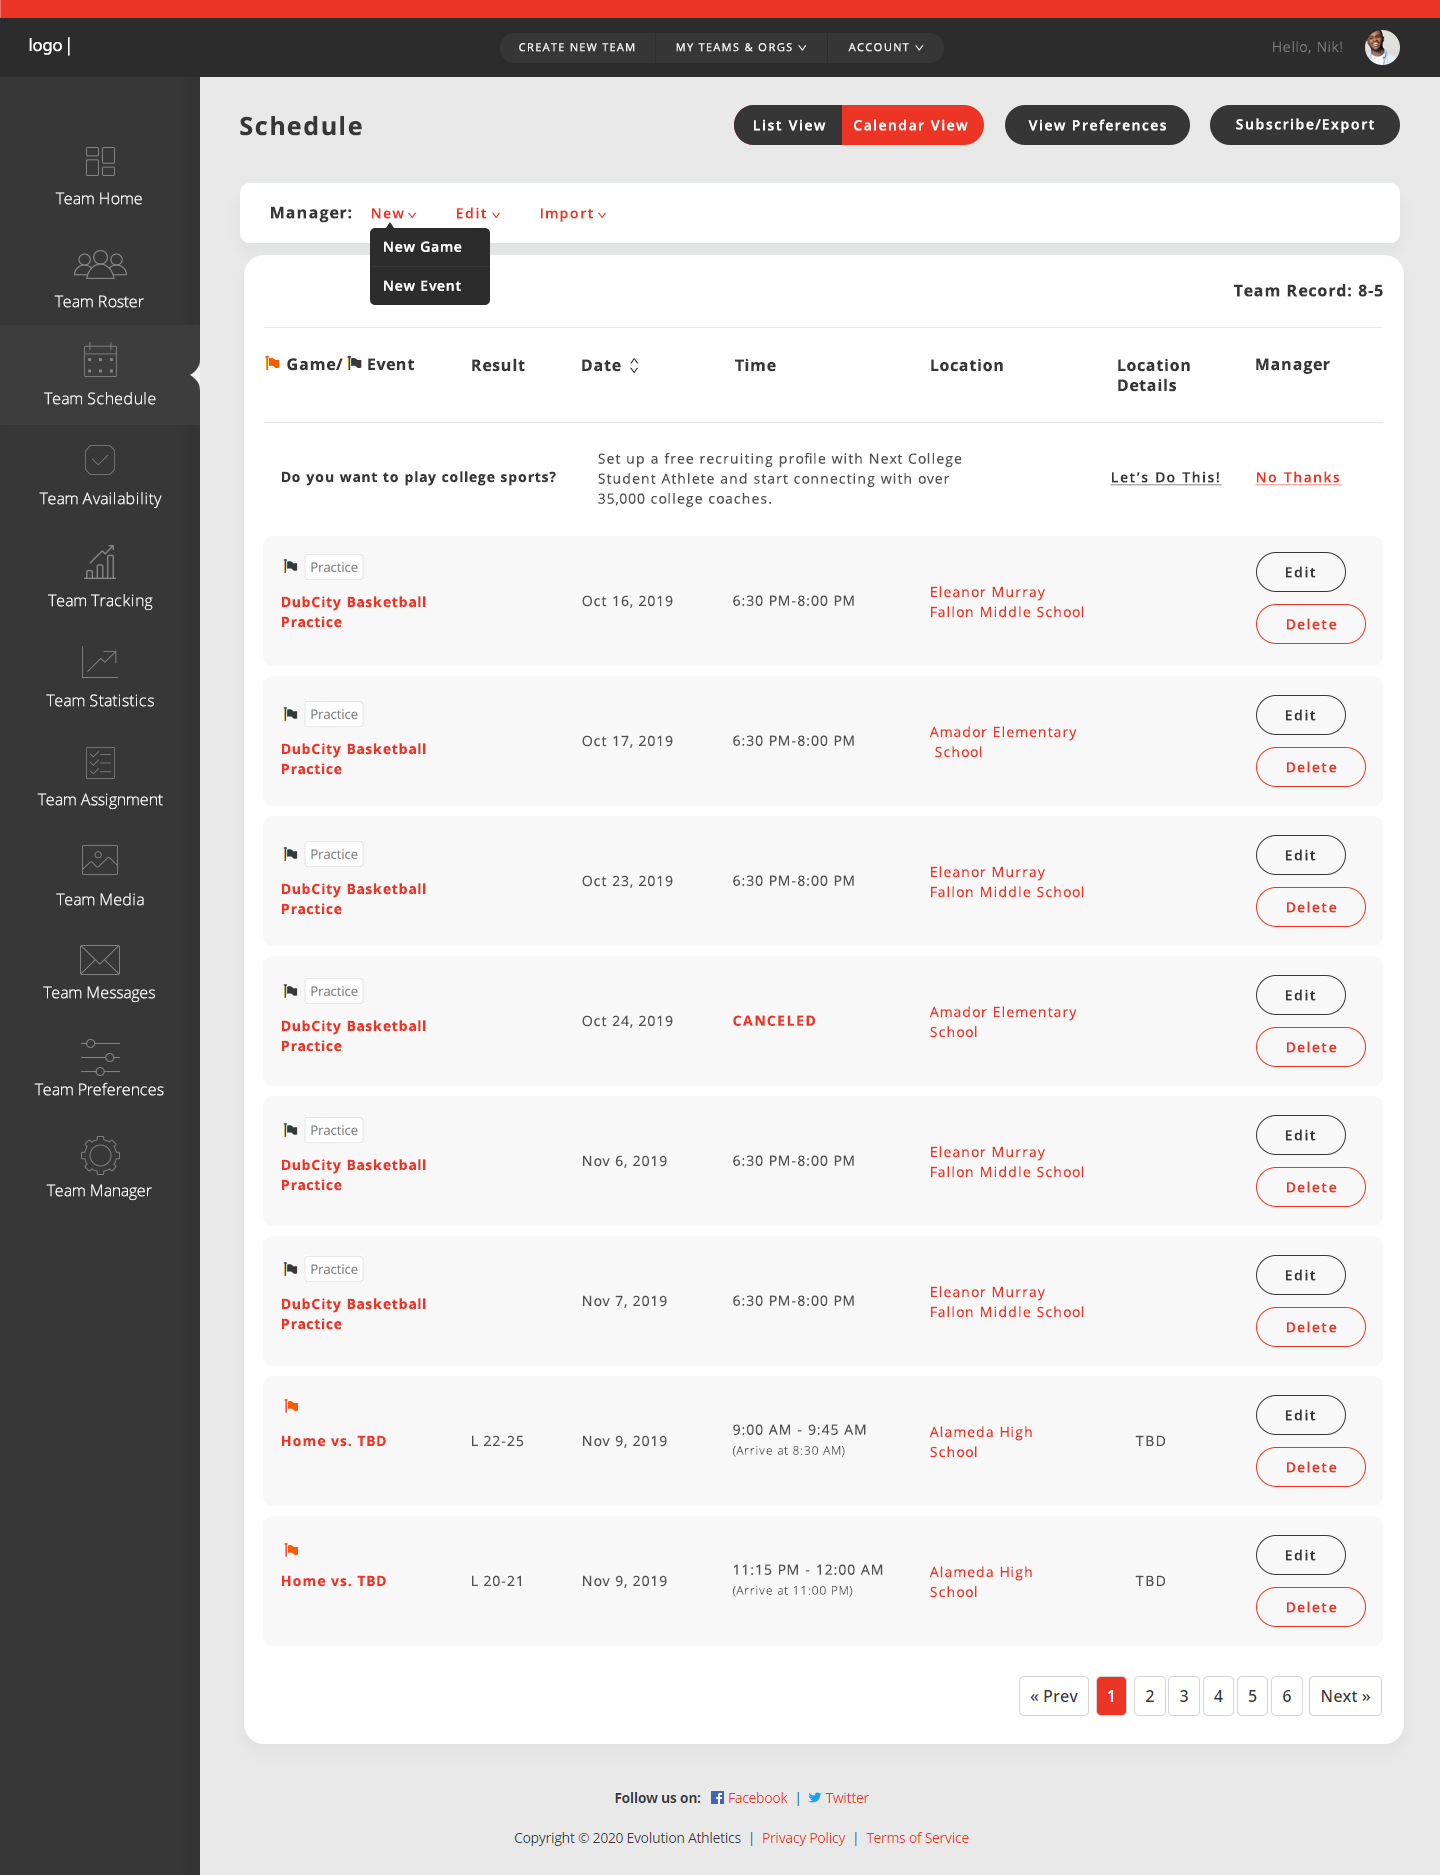 logo |
CREATE NEW TEAM
MY TEAMS & ORGS
ACCOUNT
Hello, Nik!
Team Home
Team Roster
Team Schedule
Team Availability
Team Tracking
Team Statistics
Team Assignment
Team Media
Team Messages
Team Preferences
Team Manager
Schedule
List View
Calendar View
View Preferences
Subscribe/Export
Manager:
New
Edit
Import
New Game
New Event
Team Record: 8-5
Game/ Event
Result
Date
Time
Location
Location
Details
Manager
Do you want to play college sports?
Set up a free recruiting profile with Next College
Student Athlete and start connecting with over
35,000 college coaches.
Let's Do This!
No Thanks
Practice
DubCity Basketball
Practice
Oct 16, 2019
6:30 PM-8:00 PM
Eleanor Murray
Fallon Middle School
Edit
Delete
Practice
DubCity Basketball
Practice
Oct 17, 2019
6:30 PM-8:00 PM
Amador Elementary
School
Edit
Delete
Practice
DubCity Basketball
Practice
Oct 23, 2019
6:30 PM-8:00 PM
Eleanor Murray
Fallon Middle School
Edit
Delete
Practice
DubCity Basketball
Practice
Oct 24, 2019
CANCELED
Amador Elementary
School
Edit
Delete
Practice
DubCity Basketball
Practice
Nov 6, 2019
6:30 PM-8:00 PM
Eleanor Murray
Fallon Middle School
Edit
Delete
Practice
DubCity Basketball
Practice
Nov 7, 2019
6:30 PM-8:00 PM
Eleanor Murray
Fallon Middle School
Edit
Delete
Home vs. TBD
L 22-25
Nov 9, 2019
9:00 AM - 9:45 AM
(Arrive at 8:30 AM)
Alameda High
School
TBD
Edit
Delete
Home vs. TBD
L 20-21
Nov 9, 2019
11:15 PM - 12:00 AM
(Arrive at 11:00 PM)
Alameda High
School
TBD
Edit
Delete
« Prev
1
2
3
4
5
6
Next »
Follow us on: Facebook | Twitter
Copyright © 2020 Evolution Athletics | Privacy Policy | Terms of Service